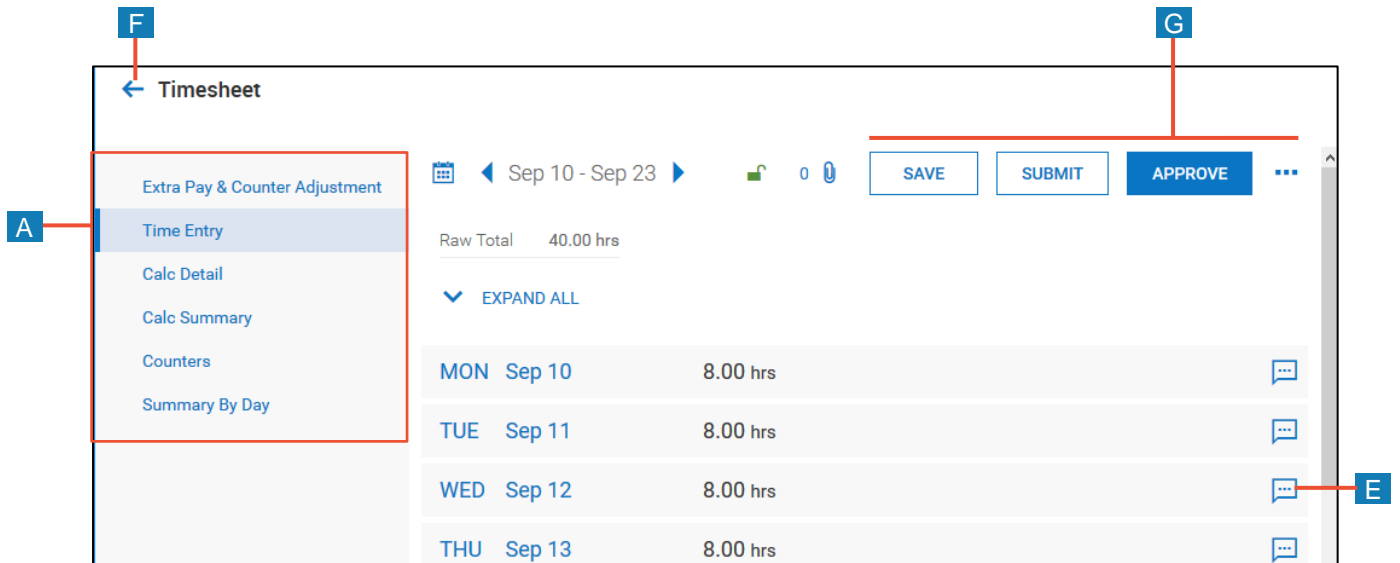 F
G
Timesheet
Sep 10 - Sep 23 0 SAVE SUBMIT APPROVE ...
Extra Pay & Counter Adjustment
A
Time Entry
Raw Total 40.00 hrs
Calc Detail
EXPAND ALL
Calc Summary
Counters
Summary By Day
MON Sep 10 8.00 hrs
TUE Sep 11 8.00 hrs
WED Sep 12 8.00 hrs
E
THU Sep 13 8.00 hrs